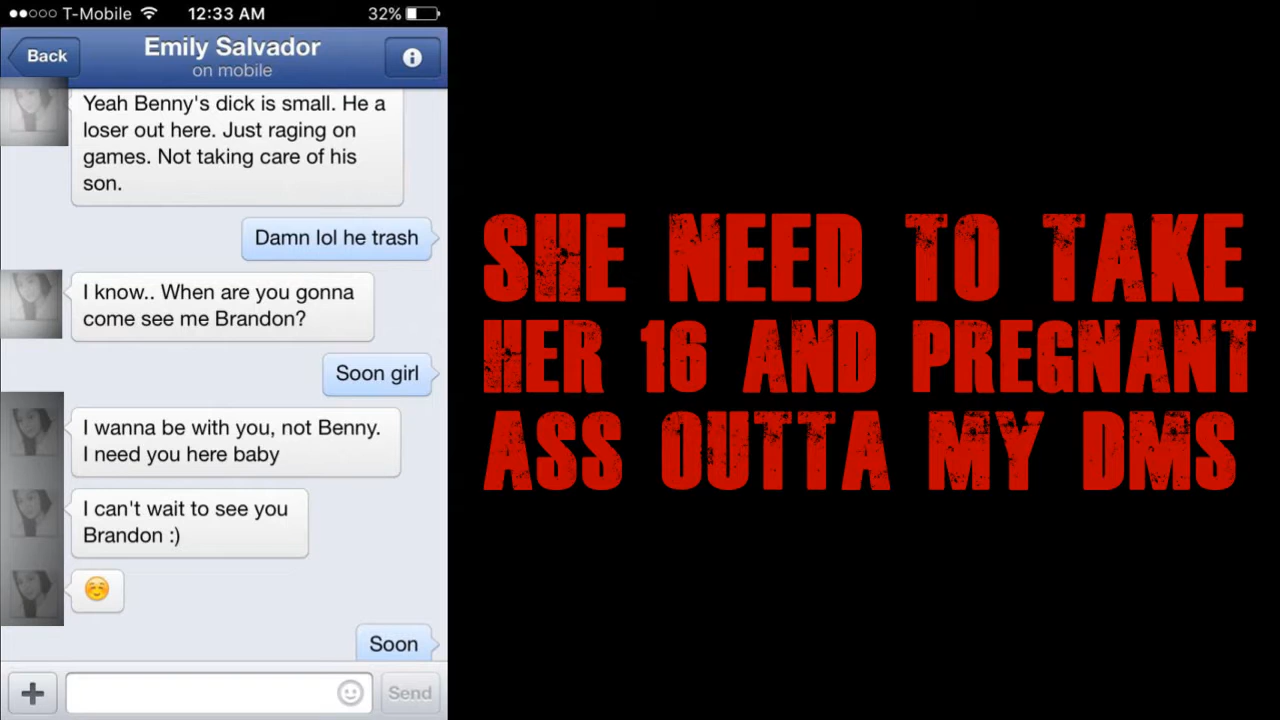 T-Mobile 12:33 AM 32%
Back
Emily Salvador
on mobile
Yeah Benny's dick is small. He a
loser out here. Just raging on
games. Not taking care of his
son.
Damn lol he trash
I know.. When are you gonna
come see me Brandon?
Soon girl
I wanna be with you, not Benny.
I need you here baby
I can't wait to see you
Brandon :)
☺️
Soon
Send
SHE NEED TO TAKE
HER 16 AND PREGNANT
ASS OUTTA MY DMS